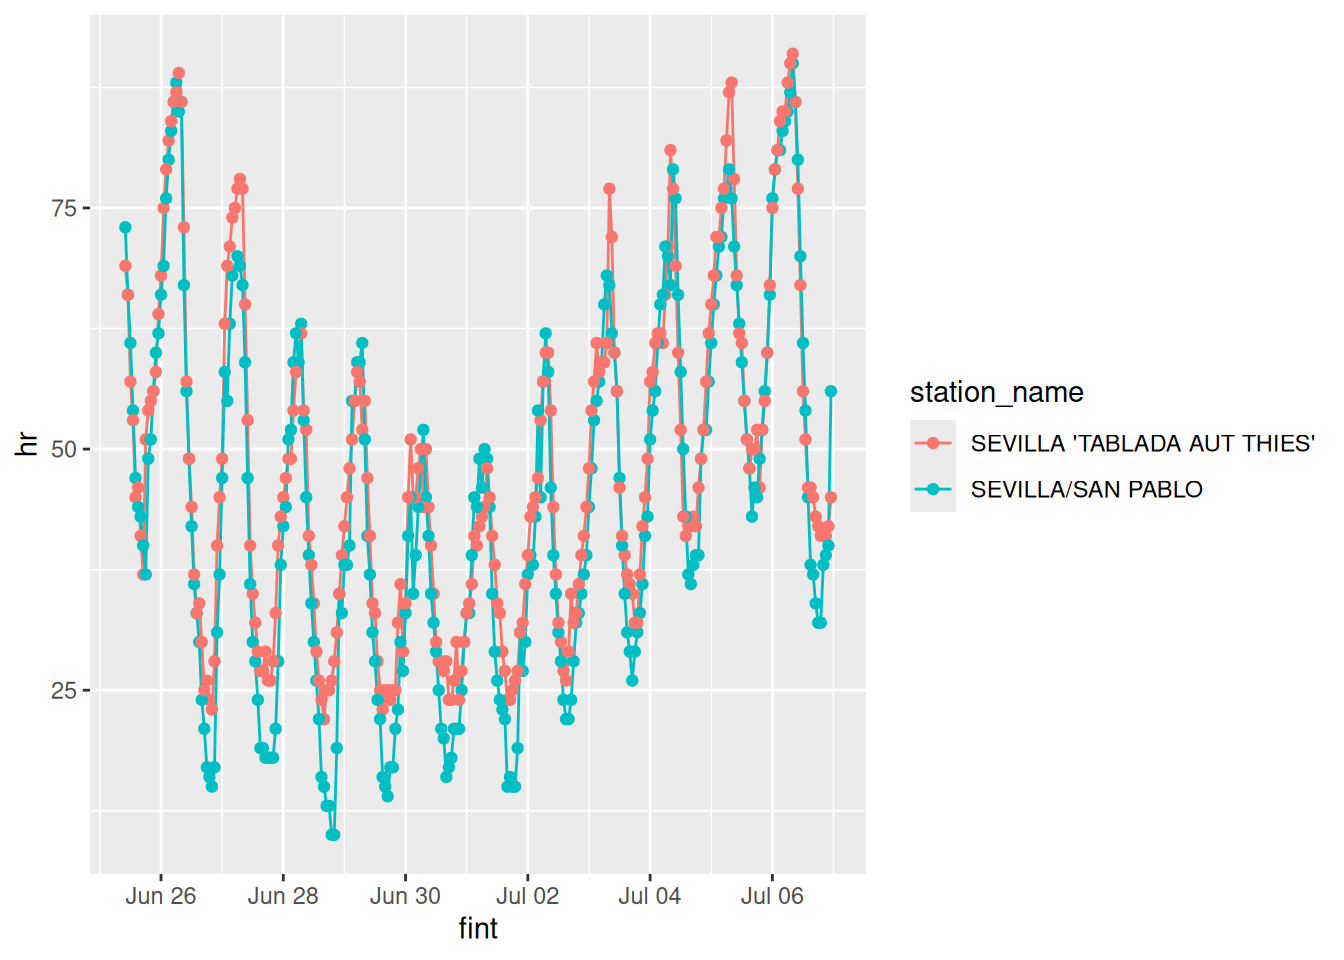 75
50
25
hr
Jun 26
Jun 28
Jun 30
Jul 02
Jul 04
Jul 06
fint
station_name
SEVILLA 'TABLADA AUT THIES'
SEVILLA/SAN PABLO